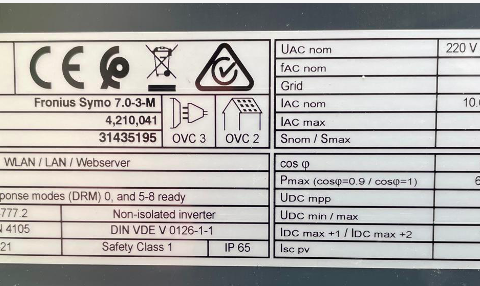 CE
UAC nom 220 V
fAC nom
Grid
Fronius Symo 7.0-3-M
IAC nom 10.
4,210,041
IAC max
31435195
OVC 3 OVC 2
Snom / Smax
WLAN / LAN / Webserver
cos φ
Pmax (cosφ=0.9 / cosφ=1) 6
ponse modes (DRM) 0, and 5-8 ready
UDC mpp
777.2 Non-isolated inverter
UDC min / max
4105 DIN VDE V 0126-1-1
IDC max +1 / IDC max +2
21 Safety Class 1 IP 65
Isc pv